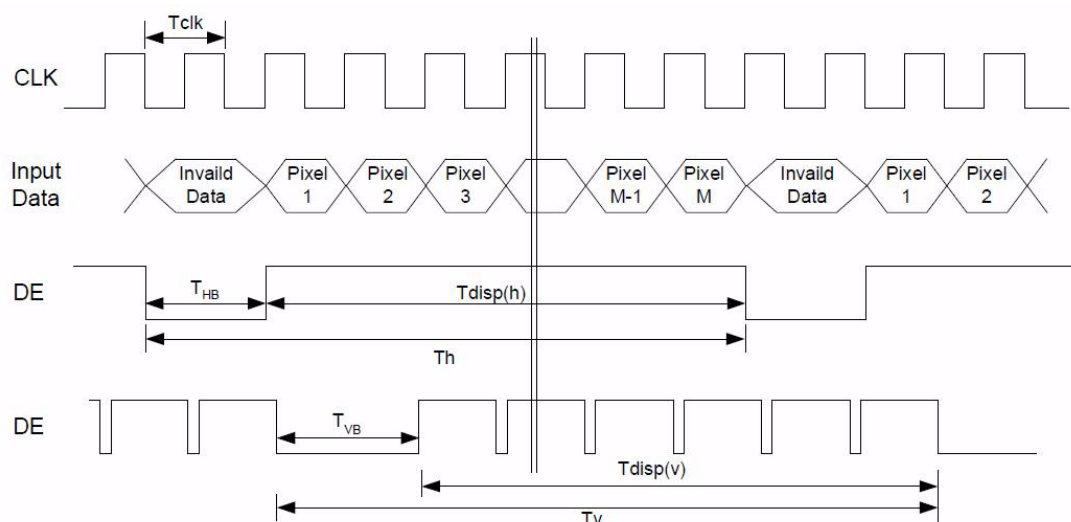 Tclk
CLK
Input
Data
Invaild
Data
Pixel
1
Pixel
2
Pixel
3
Pixel
M-1
Pixel
M
Invaild
Data
Pixel
1
Pixel
2
DE
THB
Tdisp(h)
Th
DE
TVB
Tdisp(v)
Tv